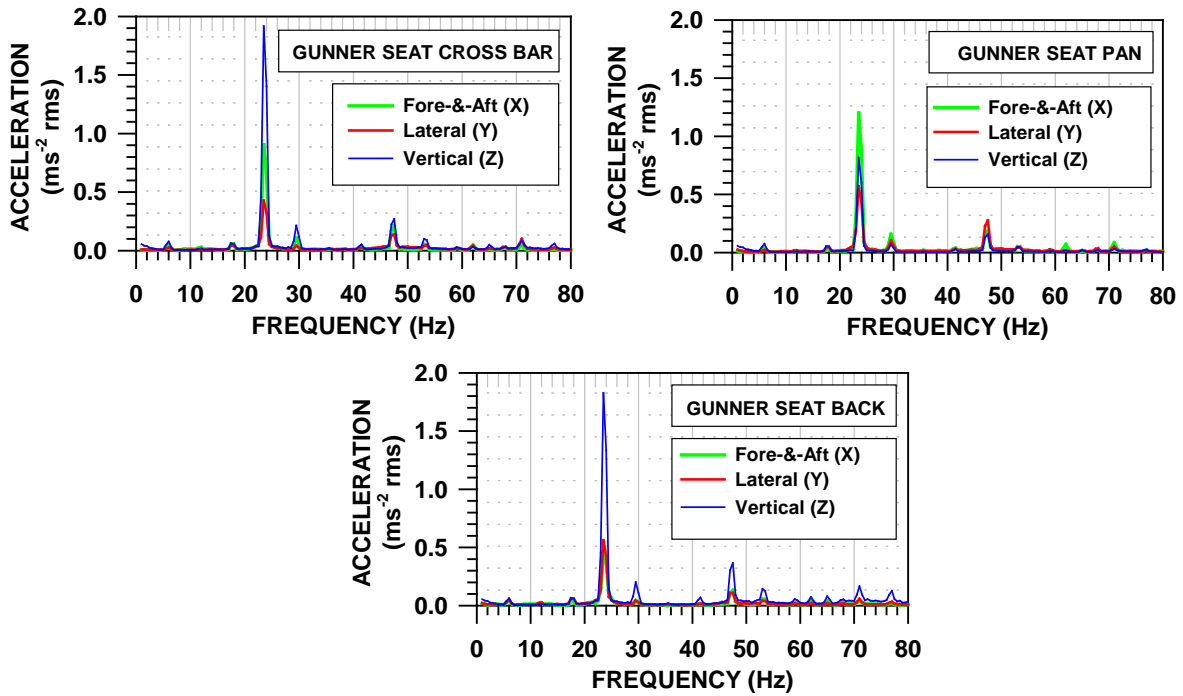 2.0
1.5
1.0
0.5
0.0
ACCELERATION
(ms-2 rms)
GUNNER SEAT CROSS BAR
Fore-&-Aft (X)
Lateral (Y)
Vertical (Z)
0 10 20 30 40 50 60 70 80
FREQUENCY (Hz)
2.0
1.5
1.0
0.5
0.0
ACCELERATION
(ms-2 rms)
GUNNER SEAT PAN
Fore-&-Aft (X)
Lateral (Y)
Vertical (Z)
0 10 20 30 40 50 60 70 80
FREQUENCY (Hz)
2.0
1.5
1.0
0.5
0.0
ACCELERATION
(ms-2 rms)
GUNNER SEAT BACK
Fore-&-Aft (X)
Lateral (Y)
Vertical (Z)
0 10 20 30 40 50 60 70 80
FREQUENCY (Hz)